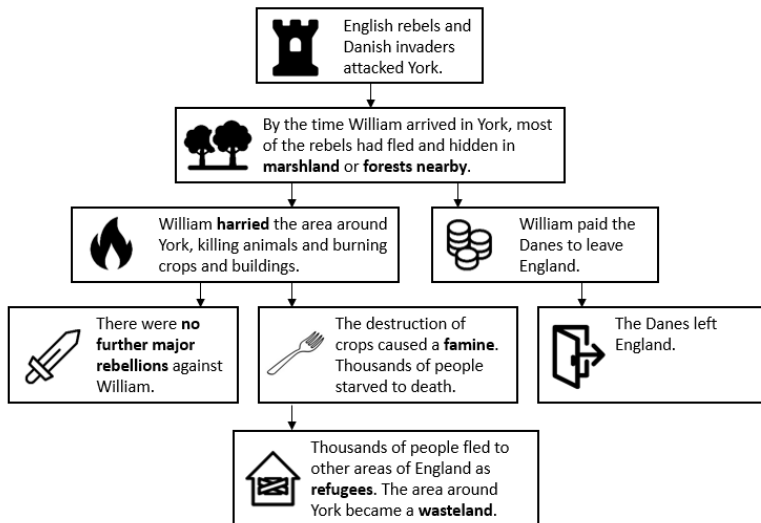 English rebels and
Danish invaders
attacked York.
By the time William arrived in York, most
of the rebels had fled and hidden in
marshland or forests nearby.
William harried the area around
York, killing animals and burning
crops and buildings.
William paid the
Danes to leave
England.
There were no
further major
rebellions against
William.
The destruction of
crops caused a famine.
Thousands of people
starved to death.
The Danes left
England.
Thousands of people fled to
other areas of England as
refugees. The area around
York became a wasteland.